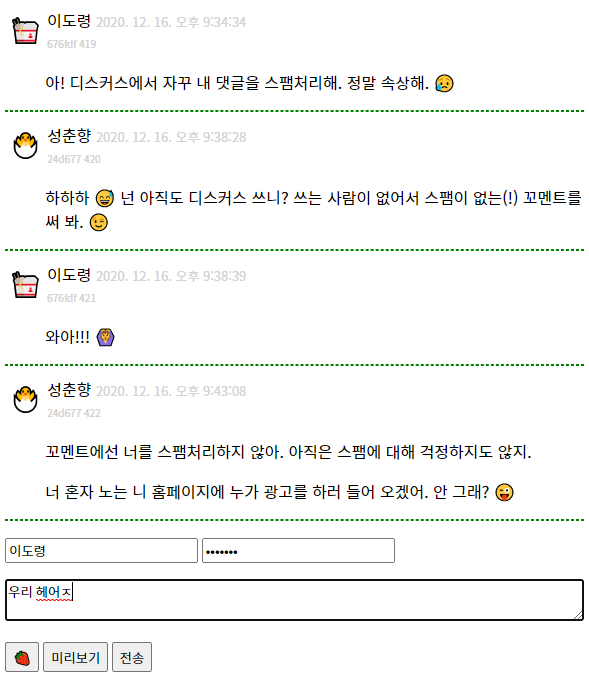 이도령 2020. 12. 16. 오후 9:34:34
676fdf 419
아! 디스커스에서 자꾸 내 댓글을 스팸처리해. 정말 속상해. 😥
성춘향 2020. 12. 16. 오후 9:38:28
24d677 420
하하하 😅 넌 아직도 디스커스 쓰니? 쓰는 사람이 없어서 스팸이 없는(!) 꼬멘트를
써 봐. 😉
이도령 2020. 12. 16. 오후 9:38:39
676fdf 421
와아!!! 🙆
성춘향 2020. 12. 16. 오후 9:43:08
24d677 422
꼬멘트에선 너를 스팸처리하지 않아. 아직은 스팸에 대해 걱정하지도 않지.
너 혼자 노는 니 홈페이지에 누가 광고를 하러 들어 오겠어. 안 그래? 😜
이도령 •••••••
우리 헤어ㅈ
🍓 미리보기 전송